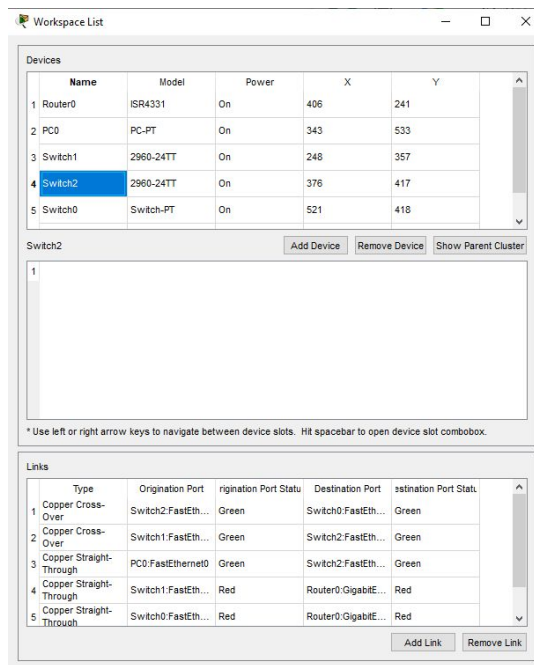 Workspace List
Devices
Name Model Power X Y
1 Router0 ISR4331 On 406 241
2 PC0 PC-PT On 343 533
3 Switch1 2960-24TT On 248 357
4 Switch2 2960-24TT On 376 417
5 Switch0 Switch-PT On 521 418
Switch2 Add Device Remove Device Show Parent Cluster
1
* Use left or right arrow keys to navigate between device slots. Hit spacebar to open device slot combobox.
Links
Type Origination Port rigination Port Statu Destination Port estination Port Statu
1 Copper Cross-Over Switch2:FastEth... Green Switch0:FastEth... Green
2 Copper Cross-Over Switch1:FastEth... Green Switch2:FastEth... Green
3 Copper Straight-Through PC0:FastEthernet0 Green Switch2:FastEth... Green
4 Copper Straight-Through Switch1:FastEth... Red Router0:GigabitE... Red
5 Copper Straight-Through Switch0:FastEth... Red Router0:GigabitE... Red
Add Link Remove Link